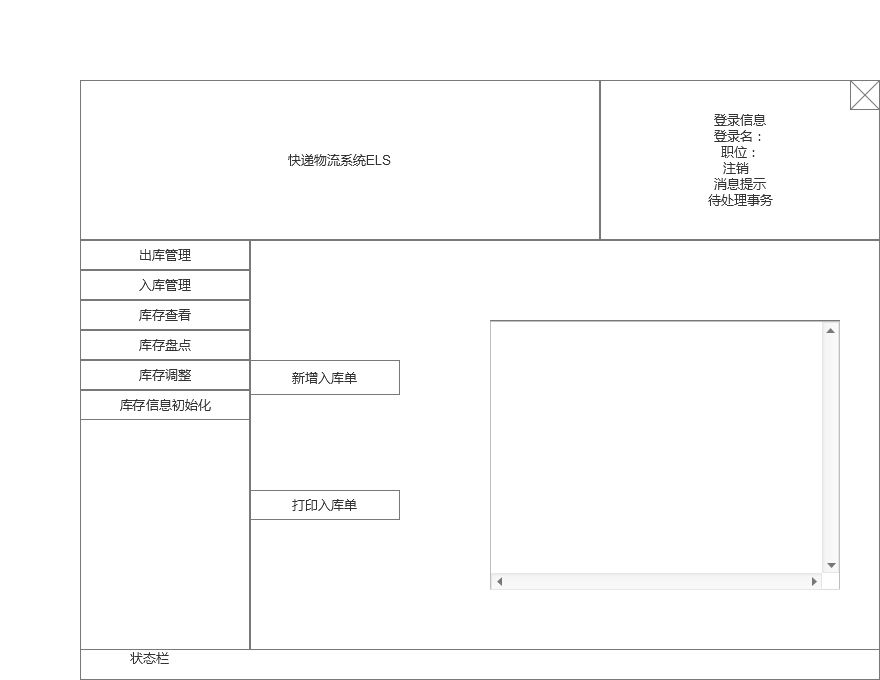 快递物流系统ELS
登录信息
登录名：
职位：
注销
消息提示
待处理事务
出库管理
入库管理
库存查看
库存盘点
库存调整
库存信息初始化
新增入库单
打印入库单
状态栏